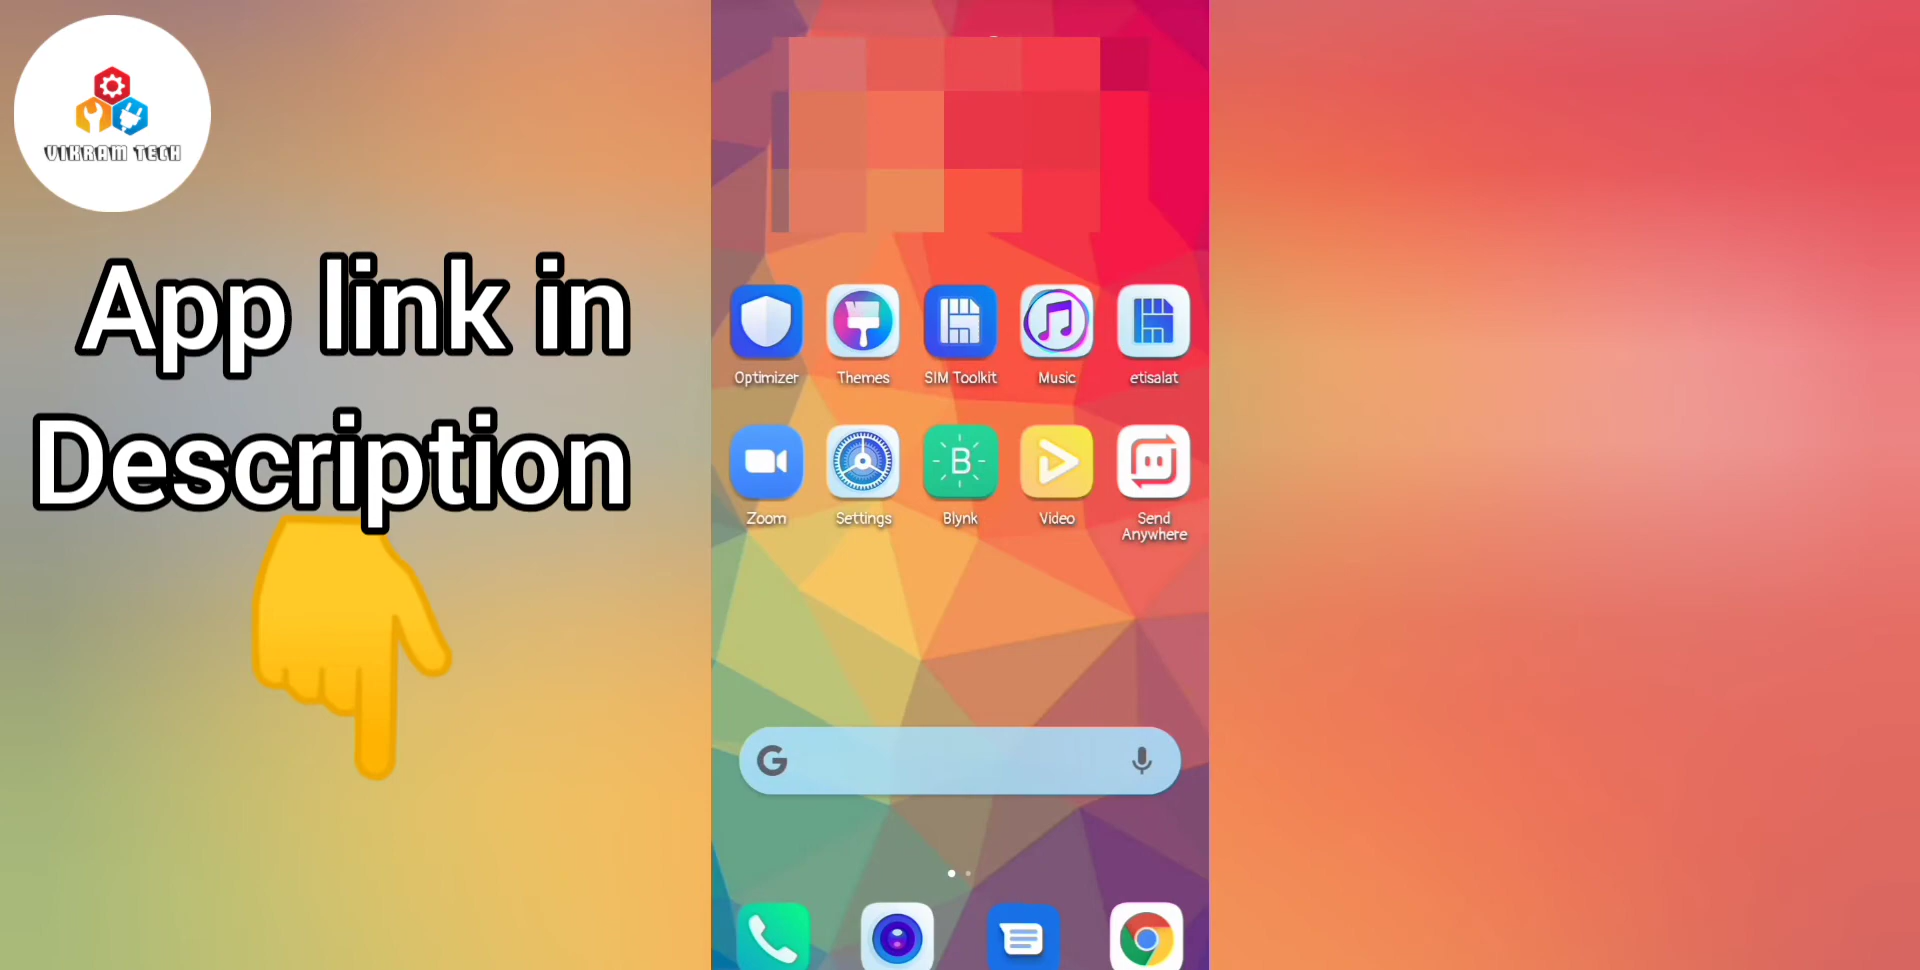 VIKRAM TECH
App link in
Description
Optimizer
Themes
SIM Toolkit
Music
etisalat
Zoom
Settings
B
Blynk
Video
Send
Anywhere
G